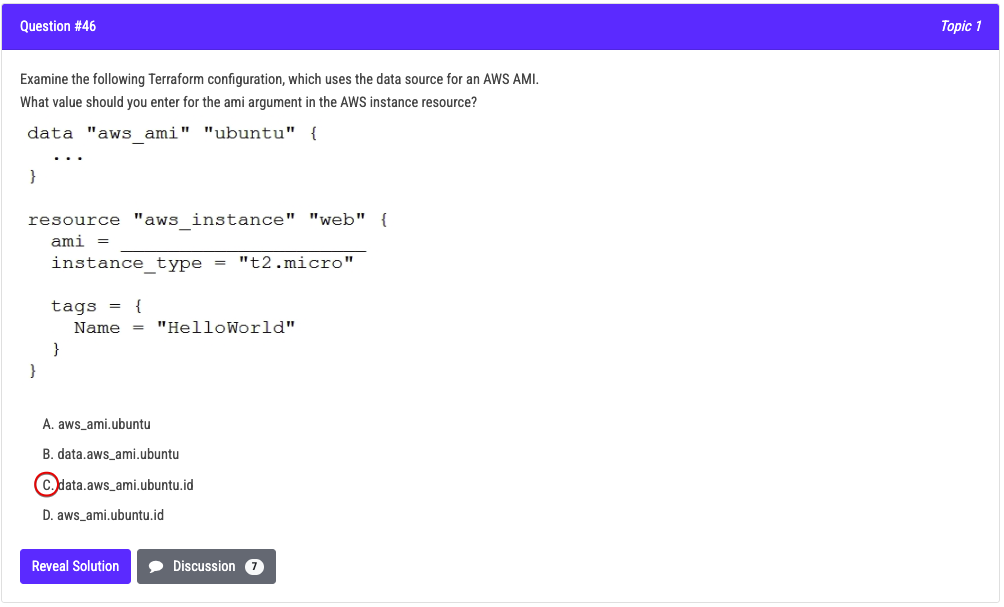 Question #46 Topic 1
Examine the following Terraform configuration, which uses the data source for an AWS AMI.
What value should you enter for the ami argument in the AWS instance resource?
data "aws_ami" "ubuntu" {
...
}
resource "aws_instance" "web" {
ami = ____________________
instance_type = "t2.micro"
tags = {
Name = "HelloWorld"
}
}
A. aws_ami.ubuntu
B. data.aws_ami.ubuntu
C. data.aws_ami.ubuntu.id
D. aws_ami.ubuntu.id
Reveal Solution Discussion 7